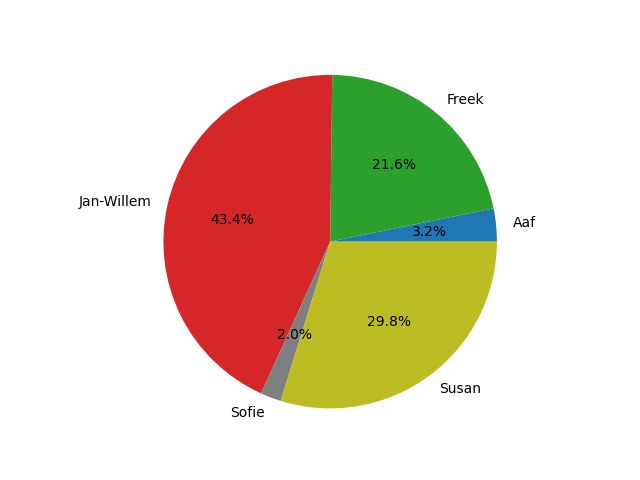 Freek
21.6%
Jan-Willem
43.4%
Aaf
3.2%
29.8%
2.0%
Susan
Sofie